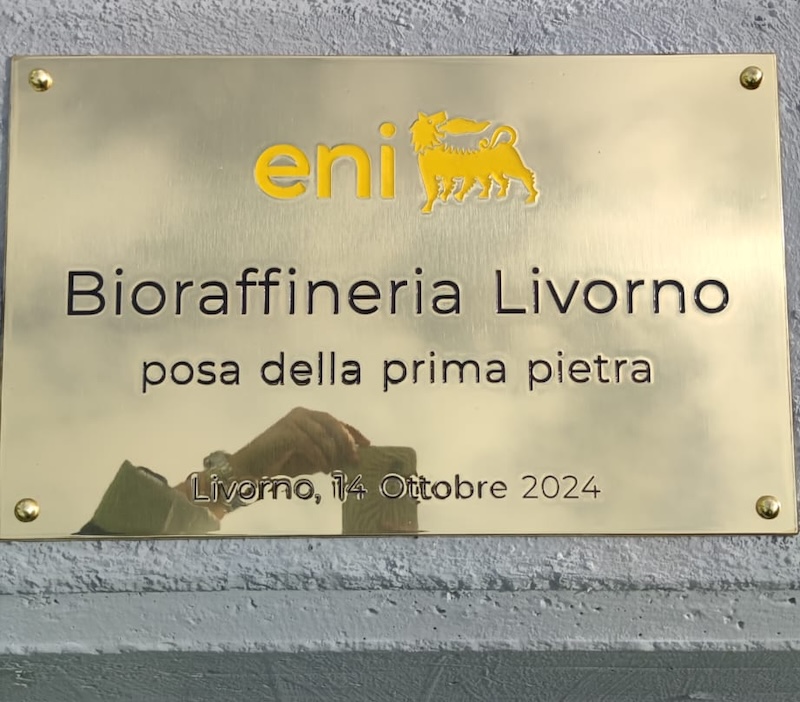 eni
Bioraffineria Livorno
posa della prima pietra
Livorno, 14 Ottobre 2024